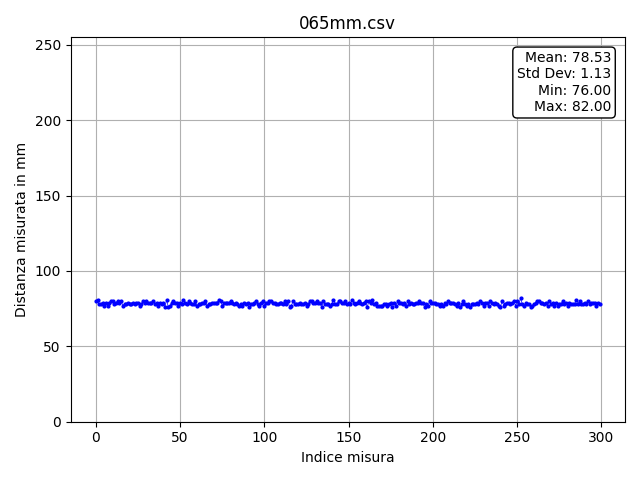 065mm.csv
Mean: 78.53
Std Dev: 1.13
Min: 76.00
Max: 82.00
Distanza misurata in mm
250
200
150
100
50
0
0 50 100 150 200 250 300
Indice misura